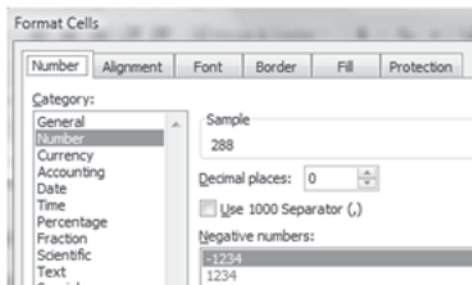 Format Cells
Number Alignment Font Border Fill Protection
Category:
General
Number
Currency
Accounting
Date
Time
Percentage
Fraction
Scientific
Text
Sample
288
Decimal places: 0
Use 1000 Separator (,)
Negative numbers:
-1234
1234